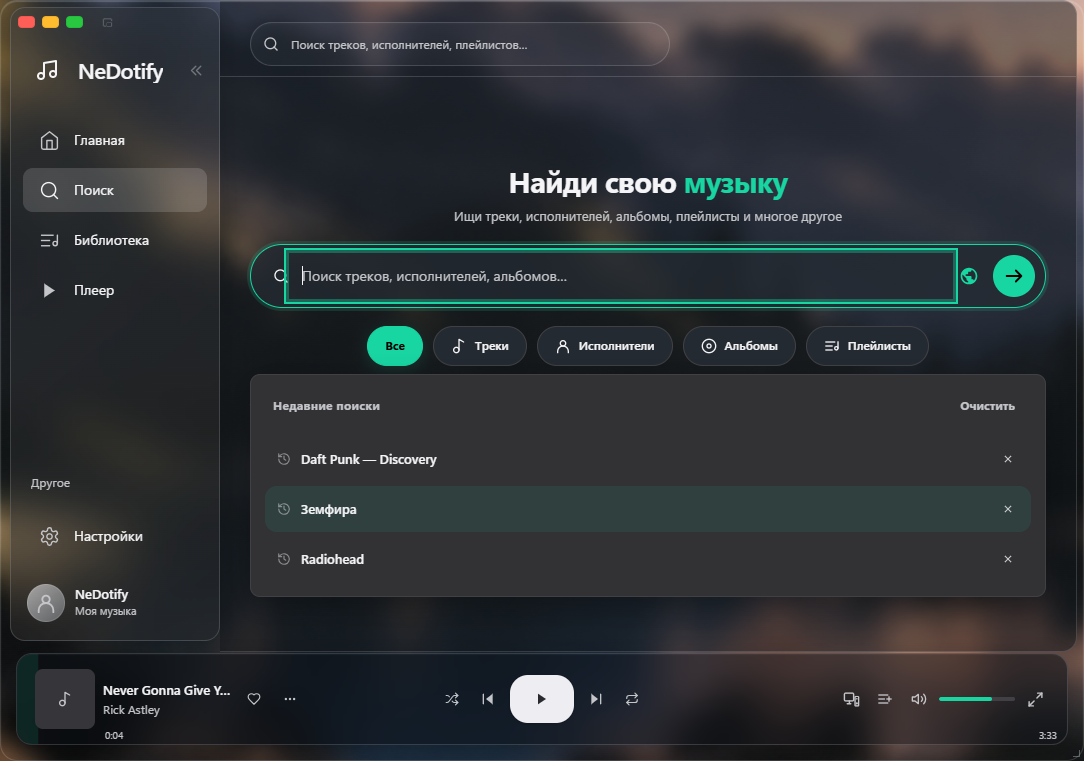 NeDotify
Главная
Поиск
Библиотека
Плеер
Другое
Настройки
NeDotify
Моя музыка
Поиск треков, исполнителей, плейлистов...
Найди свою музыку
Ищи треки, исполнителей, альбомы, плейлисты и многое другое
Поиск треков, исполнителей, альбомов...
Все Треки Исполнители Альбомы Плейлисты
Недавние поиски Очистить
Daft Punk — Discovery
Земфира
Radiohead
Never Gonna Give Y...
Rick Astley
0:04 3:33